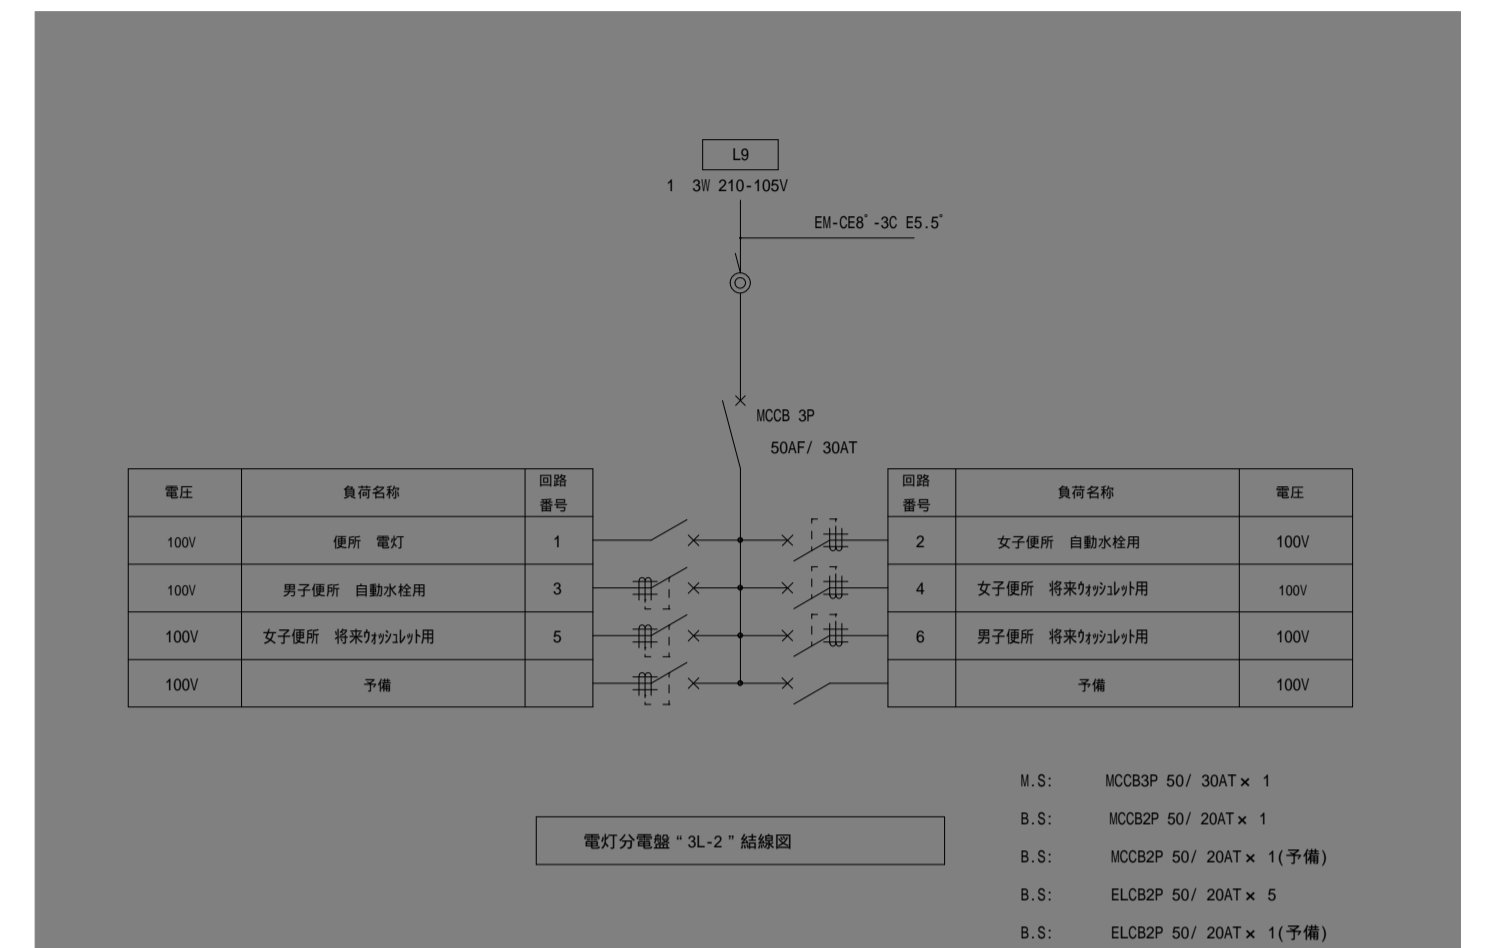 L9
1 3W 210-105V
EM-CE8゜-3C E5.5゜
MCCB 3P
50AF/ 30AT
電圧 負荷名称 回路番号 回路番号 負荷名称 電圧
100V 便所 電灯 1 2 女子便所 自動水栓用 100V
100V 男子便所 自動水栓用 3 4 女子便所 将来ｳｫｯｼｭﾚｯﾄ用 100V
100V 女子便所 将来ｳｫｯｼｭﾚｯﾄ用 5 6 男子便所 将来ｳｫｯｼｭﾚｯﾄ用 100V
100V 予備 予備 100V
M.S: MCCB3P 50/ 30AT× 1
B.S: MCCB2P 50/ 20AT× 1
電灯分電盤“3L-2”結線図
B.S: MCCB2P 50/ 20AT× 1(予備)
B.S: ELCB2P 50/ 20AT× 5
B.S: ELCB2P 50/ 20AT× 1(予備)